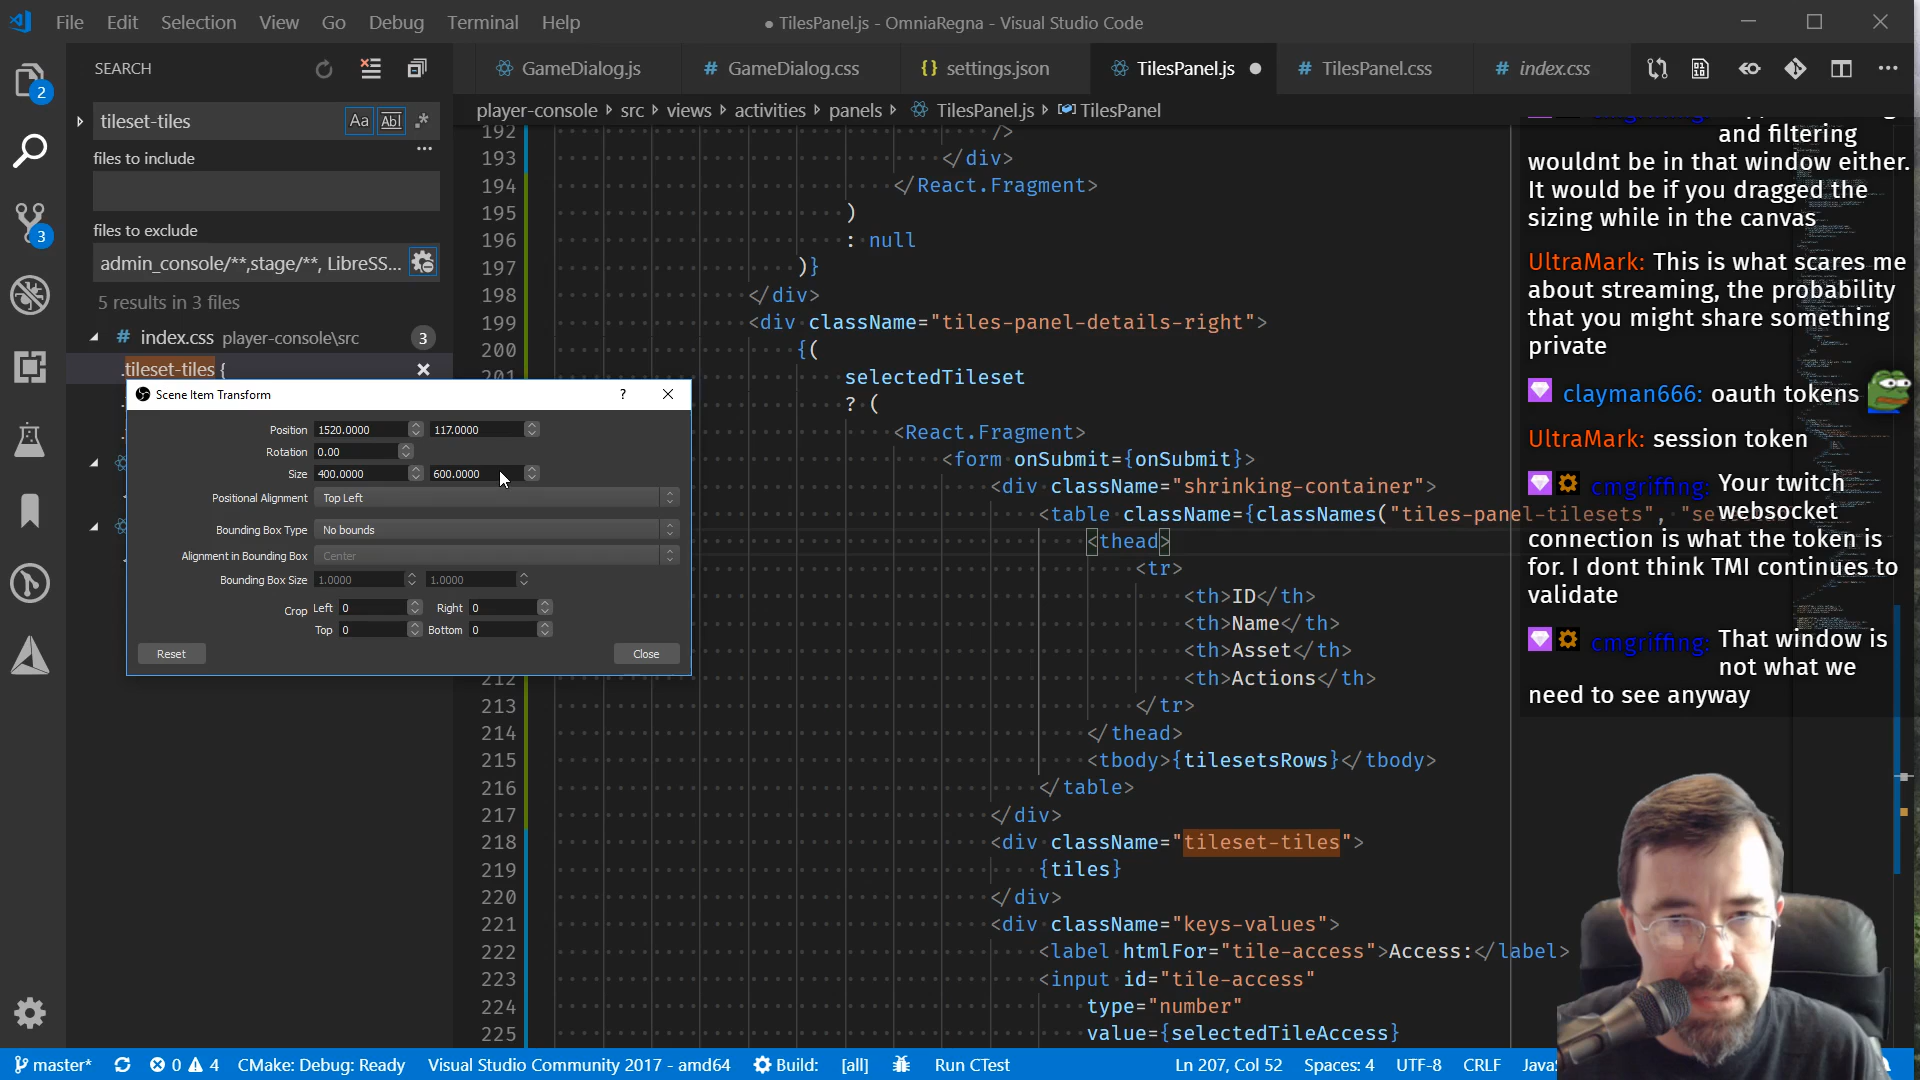 File Edit Selection View Go Debug Terminal Help
● TilesPanel.js - OmniaRegna - Visual Studio Code
SEARCH
GameDialog.js
# GameDialog.css
{} settings.json
TilesPanel.js ●
# TilesPanel.css
# index.css
2
3
tileset-tiles
Aa Abl .*
files to include
files to exclude
admin_console/**,stage/**, LibreSS...
5 results in 3 files
# index.css player-console\src 3
.tileset-tiles {
player-console > src > views > activities > panels > TilesPanel.js > TilesPanel
192 />
193 </div>
194 </React.Fragment>
195 )
196 : null
197 )}
198 </div>
199 <div className="tiles-panel-details-right">
200 {(
201 selectedTileset
? (
<React.Fragment>
<form onSubmit={onSubmit}>
<div className="shrinking-container">
<table className={classNames("tiles-panel-tilesets",
<thead>
<tr>
<th>ID</th>
<th>Name</th>
<th>Asset</th>
212 <th>Actions</th>
213 </tr>
214 </thead>
215 <tbody>{tilesetsRows}</tbody>
216 </table>
217 </div>
218 <div className="tileset-tiles">
219 {tiles}
220 </div>
221 <div className="keys-values">
222 <label htmlFor="tile-access">Access:</label>
223 <input id="tile-access"
224 type="number"
225 value={selectedTileAccess}
Scene Item Transform ?
Position 1520.0000 117.0000
Rotation 0.00
Size 400.0000 600.0000
Positional Alignment Top Left
Bounding Box Type No bounds
Alignment in Bounding Box Center
Bounding Box Size 1.0000 1.0000
Crop Left 0 Right 0
Top 0 Bottom 0
Reset Close
and filtering
wouldnt be in that window either.
It would be if you dragged the
sizing while in the canvas
UltraMark: This is what scares me
about streaming, the probability
that you might share something
private
clayman666: oauth tokens
UltraMark: session token
cmgriffing: Your twitch
websocket
connection is what the token is
for. I dont think TMI continues to
validate
cmgriffing: That window is
not what we
need to see anyway
master* 0 4 CMake: Debug: Ready Visual Studio Community 2017 - amd64 Build: [all] Run CTest Ln 207, Col 52 Spaces: 4 UTF-8 CRLF